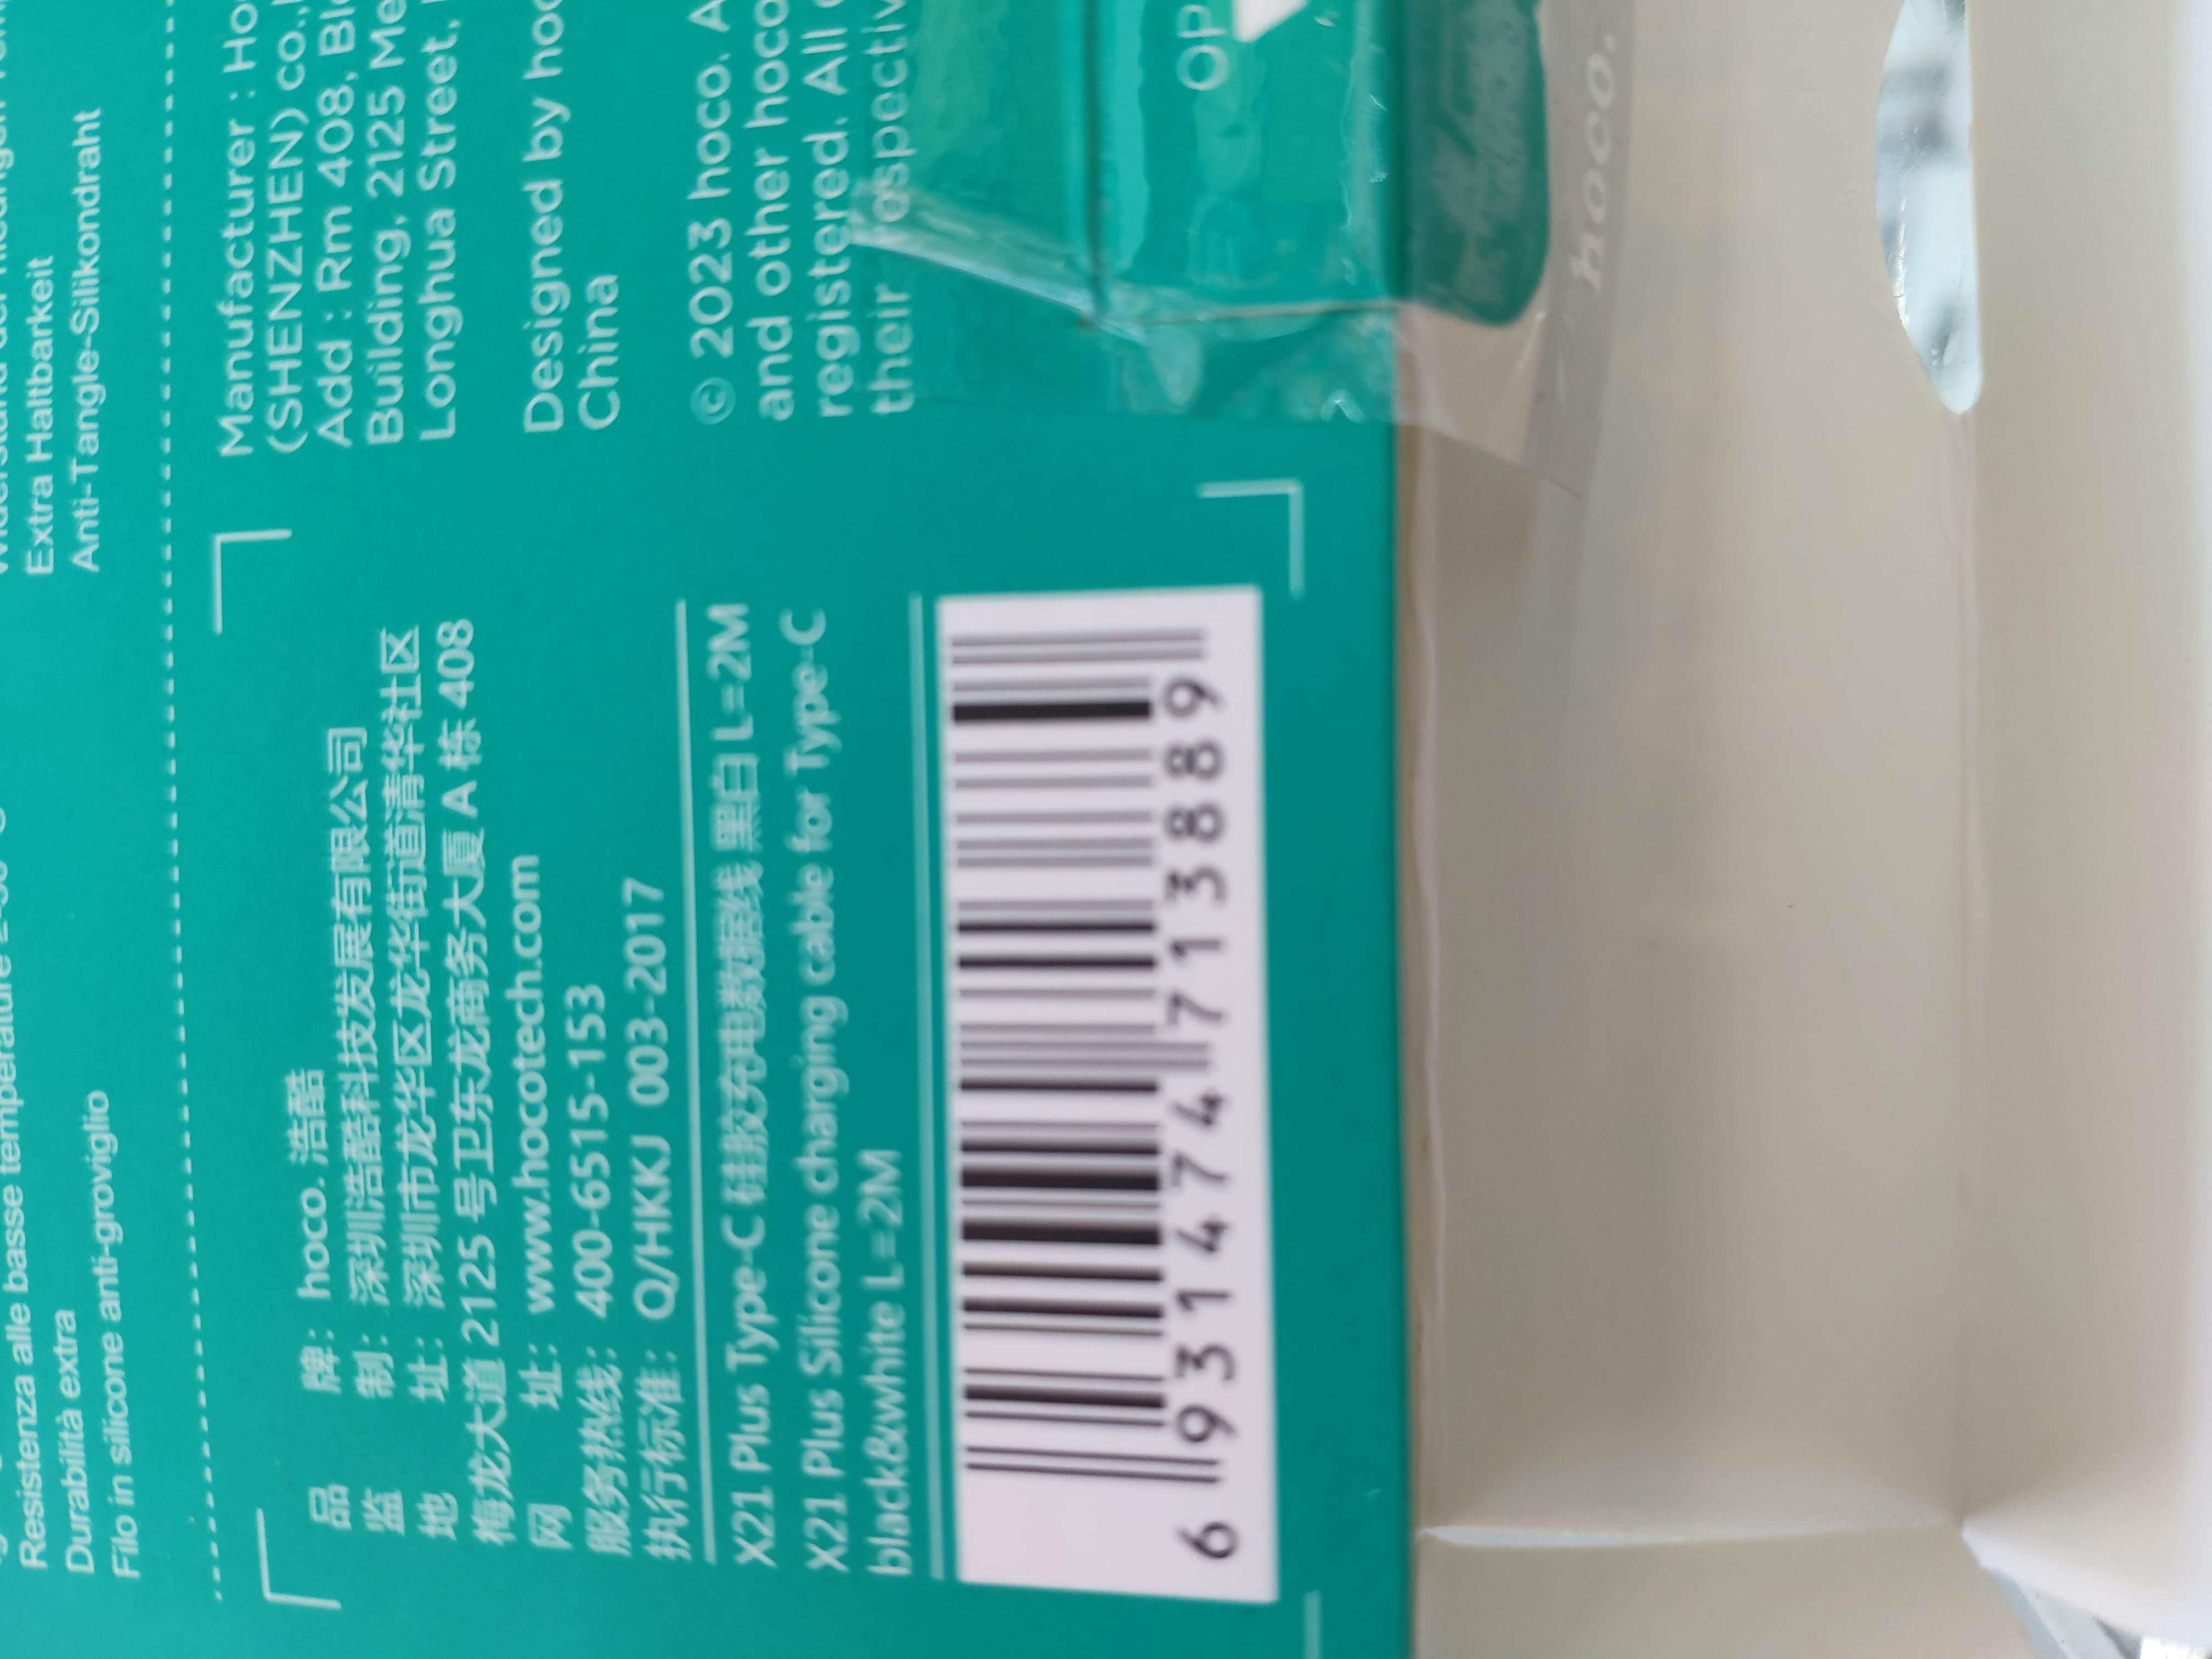 Resistenza alle basse temperature
Durabilità extra
Filo in silicone anti-groviglio
Extra Haltbarkeit
Anti-Tangle-Silikondraht
品 牌：hoco. 浩酷
监 制：深圳浩酷科技发展有限公司
地 址：深圳市龙华区龙华街道清华社区
梅龙大道 2125 号卫东龙商务大厦 A 栋 408
网 址：www.hocotech.com
服务热线：400-6515-153
执行标准：Q/HKKJ 003-2017
X21 Plus Type-C 硅胶充电数据线 黑白 L=2M
X21 Plus Silicone charging cable for Type-C
black&white L=2M
6 931474 713889
Manufacturer : Ho
(SHENZHEN) co.
Add : Rm 408, Bl
Building, 2125 Me
Longhua Street,
Designed by hoc
China
© 2023 hoco. A
and other hoco
registered. All
their respectiv
OP
hoco.